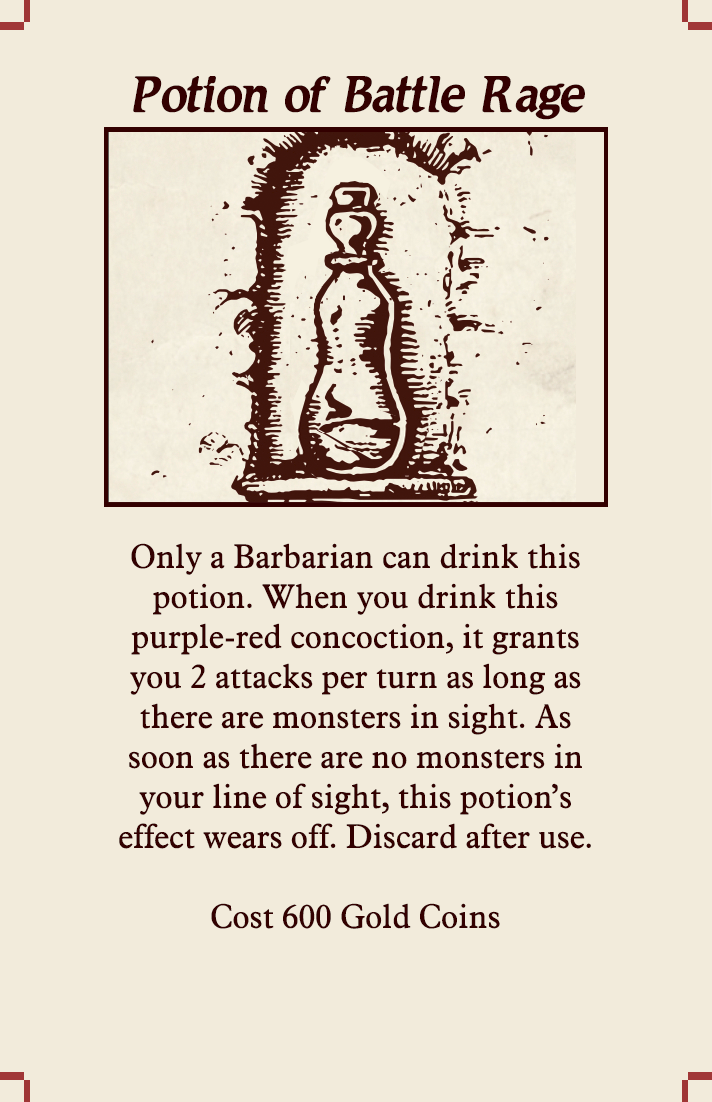 Potion of Battle Rage
Only a Barbarian can drink this
potion. When you drink this
purple-red concoction, it grants
you 2 attacks per turn as long as
there are monsters in sight. As
soon as there are no monsters in
your line of sight, this potion’s
effect wears off. Discard after use.
Cost 600 Gold Coins